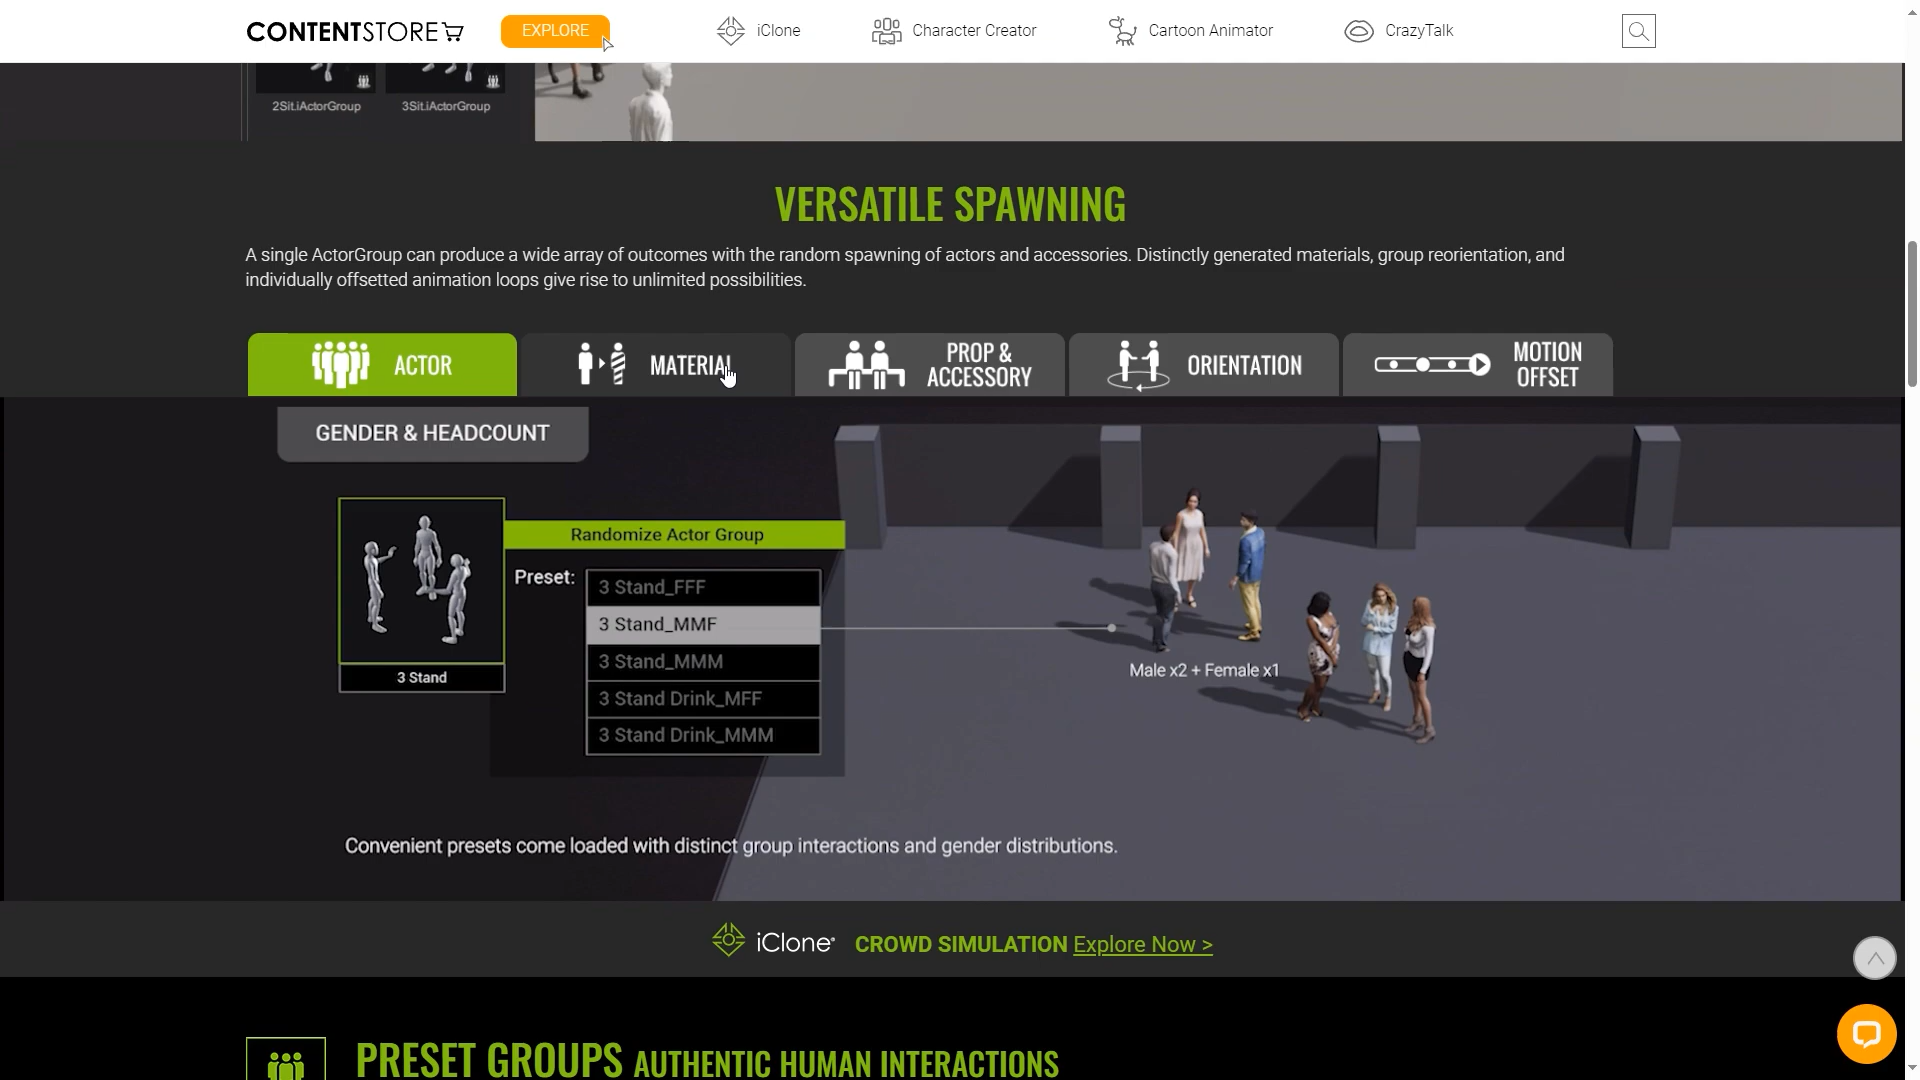 CONTENTSTORE
EXPLORE
iClone
Character Creator
Cartoon Animator
CrazyTalk
2Sit.iActorGroup
3Sit.iActorGroup
VERSATILE SPAWNING
A single ActorGroup can produce a wide array of outcomes with the random spawning of actors and accessories. Distinctly generated materials, group reorientation, and
individually offsetted animation loops give rise to unlimited possibilities.
ACTOR
MATERIAL
PROP &
ACCESSORY
ORIENTATION
MOTION
OFFSET
GENDER & HEADCOUNT
Randomize Actor Group
Preset:
3 Stand_FFF
3 Stand_MMF
3 Stand_MMM
3 Stand Drink_MFF
3 Stand Drink_MMM
3 Stand
Male x2 + Female x1
Convenient presets come loaded with distinct group interactions and gender distributions.
iClone® CROWD SIMULATION Explore Now >
PRESET GROUPS AUTHENTIC HUMAN INTERACTIONS